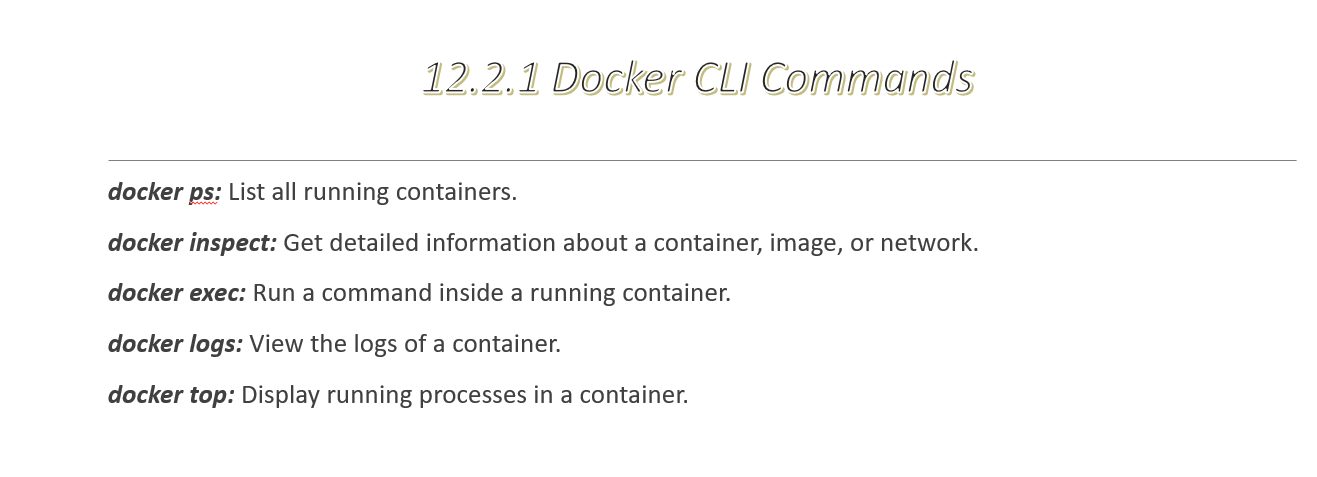 12.2.1 Docker CLI Commands
docker ps: List all running containers.
docker inspect: Get detailed information about a container, image, or network.
docker exec: Run a command inside a running container.
docker logs: View the logs of a container.
docker top: Display running processes in a container.